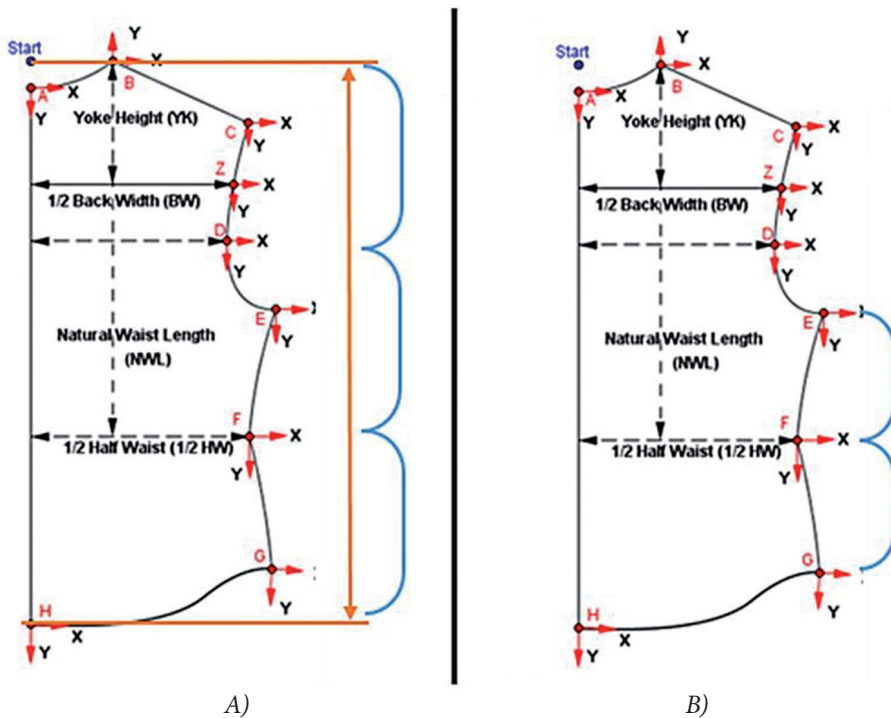 Y
Start
X
B
A
X
Y
Yoke Height (YK)
C
X
Y
Z
X
1/2 Back Width (BW)
Y
D
X
Y
E
Natural Waist Length
(NWL)
Y
F
X
1/2 Half Waist (1/2 HW)
Y
G
Y
H
X
Y
A)
Y
Start
X
B
A
X
Y
Yoke Height (YK)
C
X
Y
Z
X
1/2 Back Width (BW)
Y
D
X
Y
E
Natural Waist Length
(NWL)
Y
F
X
1/2 Half Waist (1/2 HW)
Y
G
Y
H
X
Y
B)